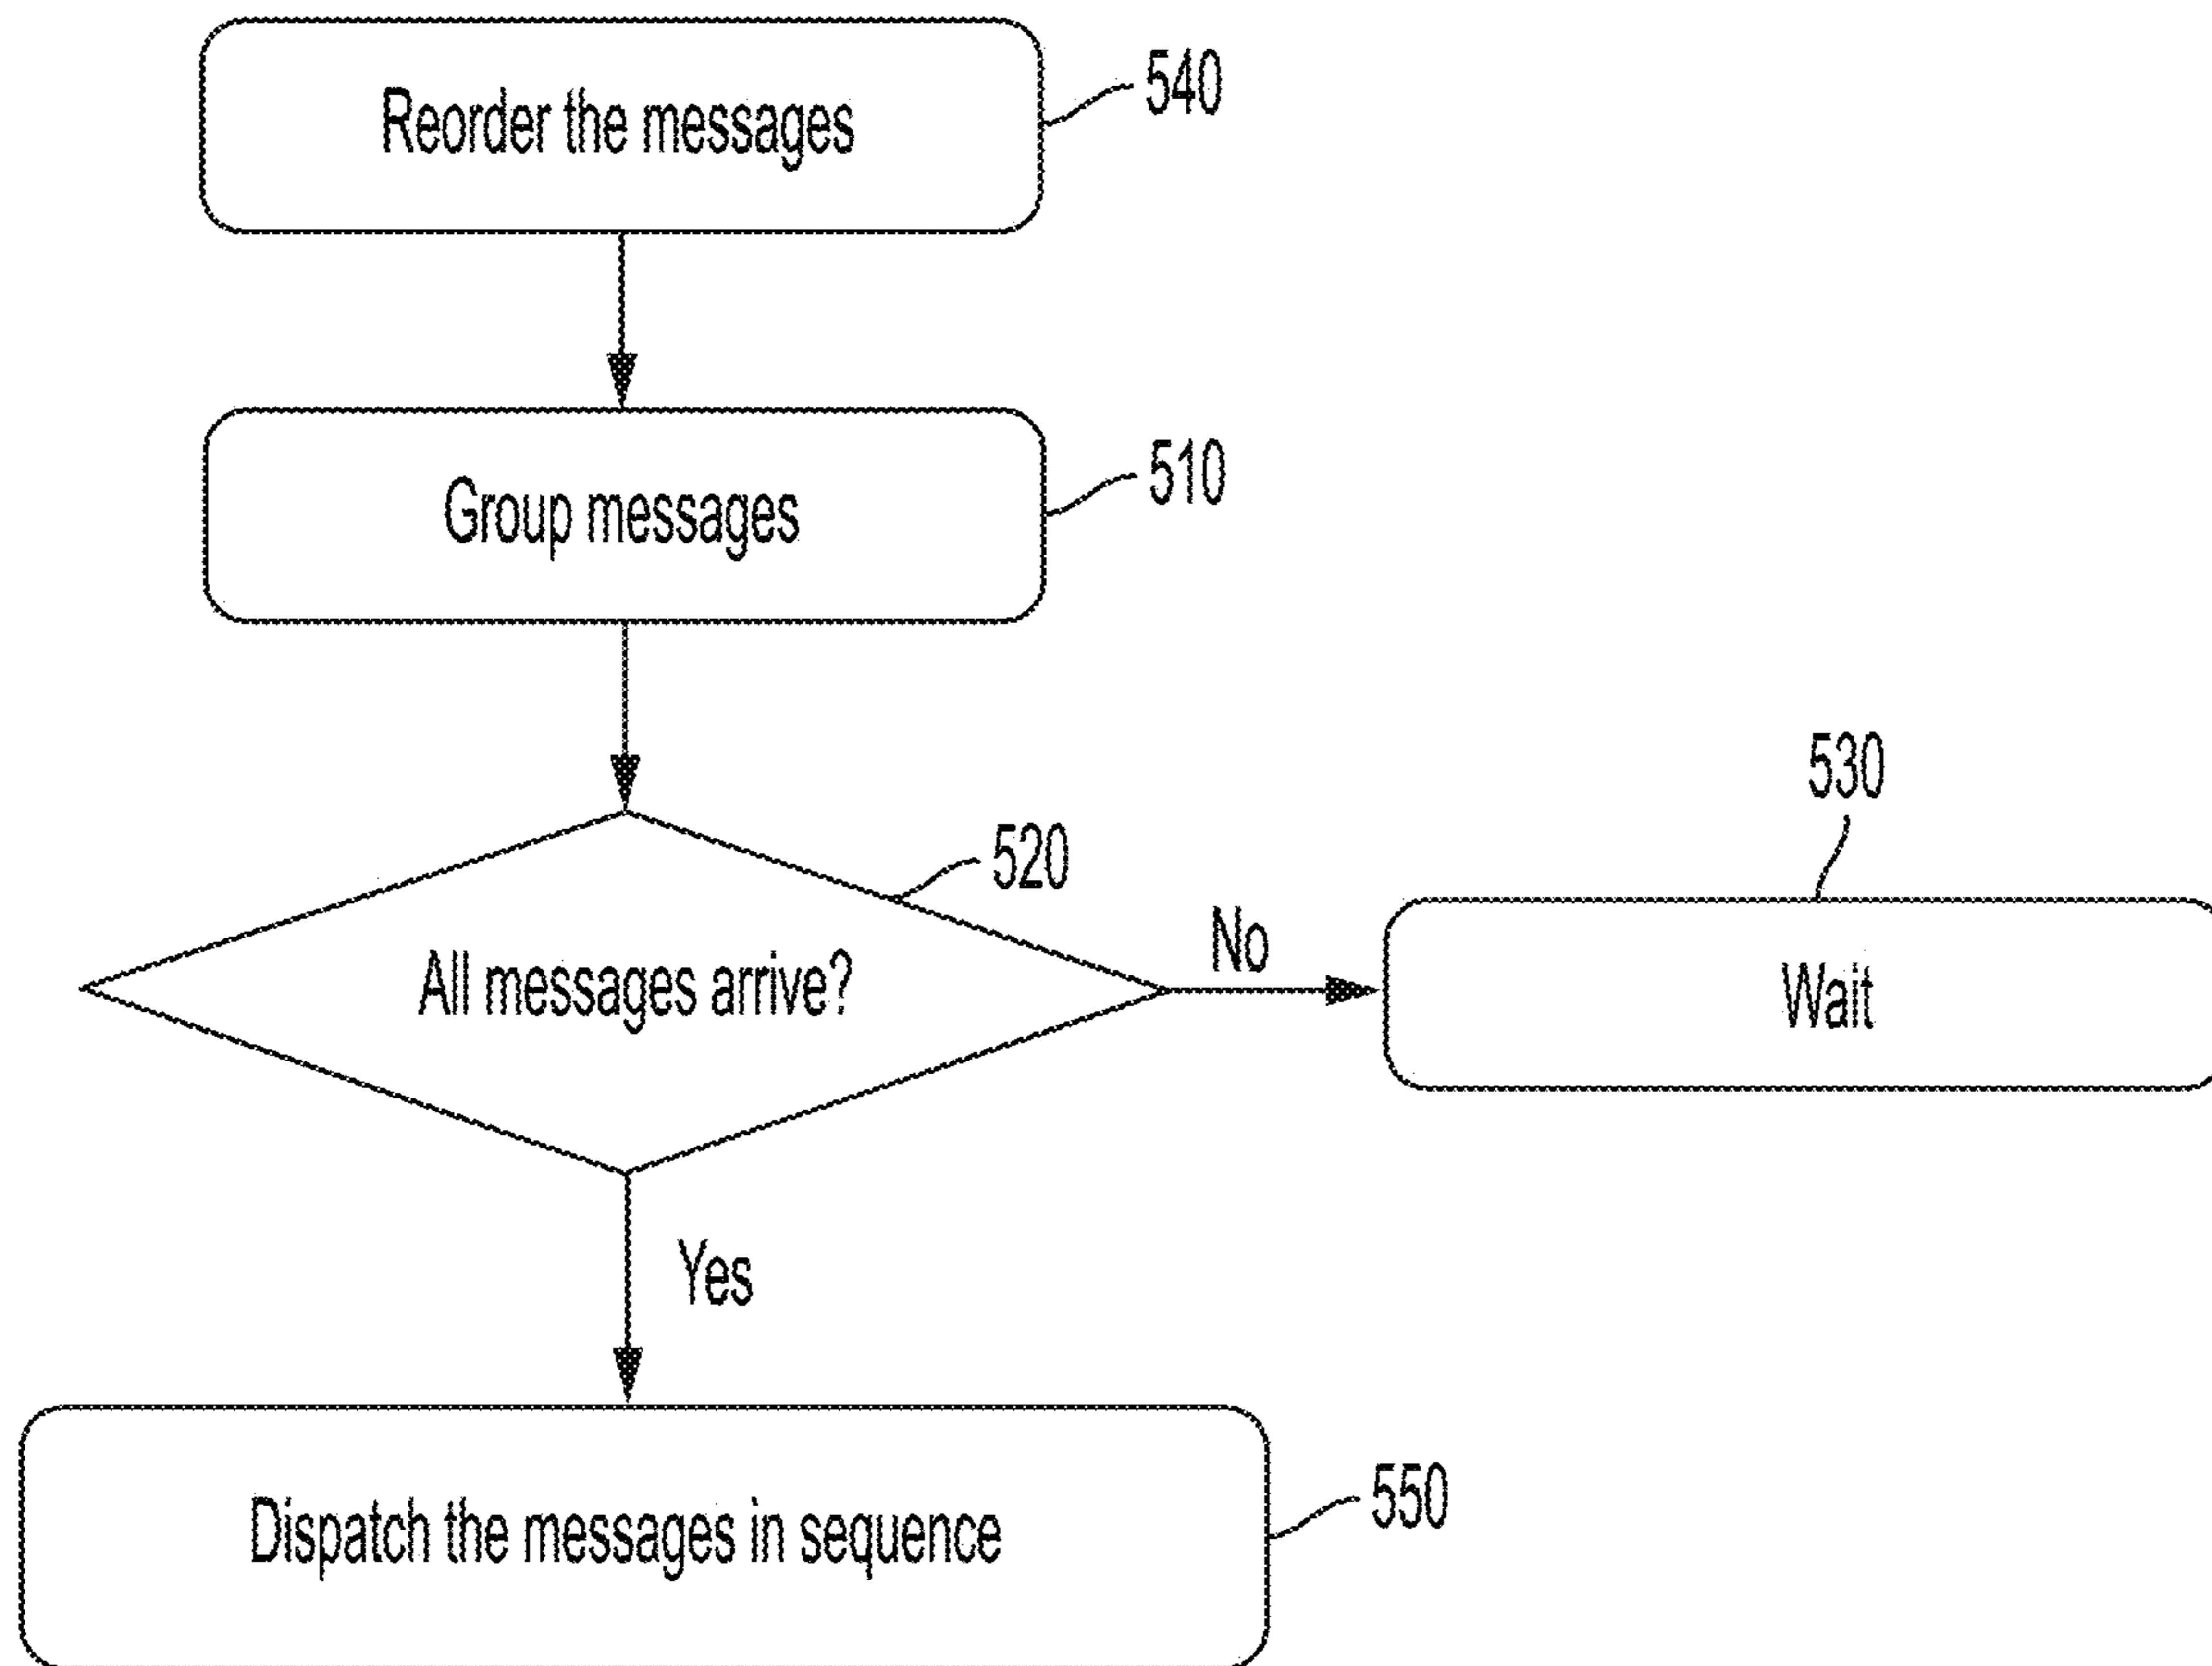 Reorder the messages
540
Group messages
510
530
520
All messages arrive?
No
Wait
Yes
Dispatch the messages in sequence
550